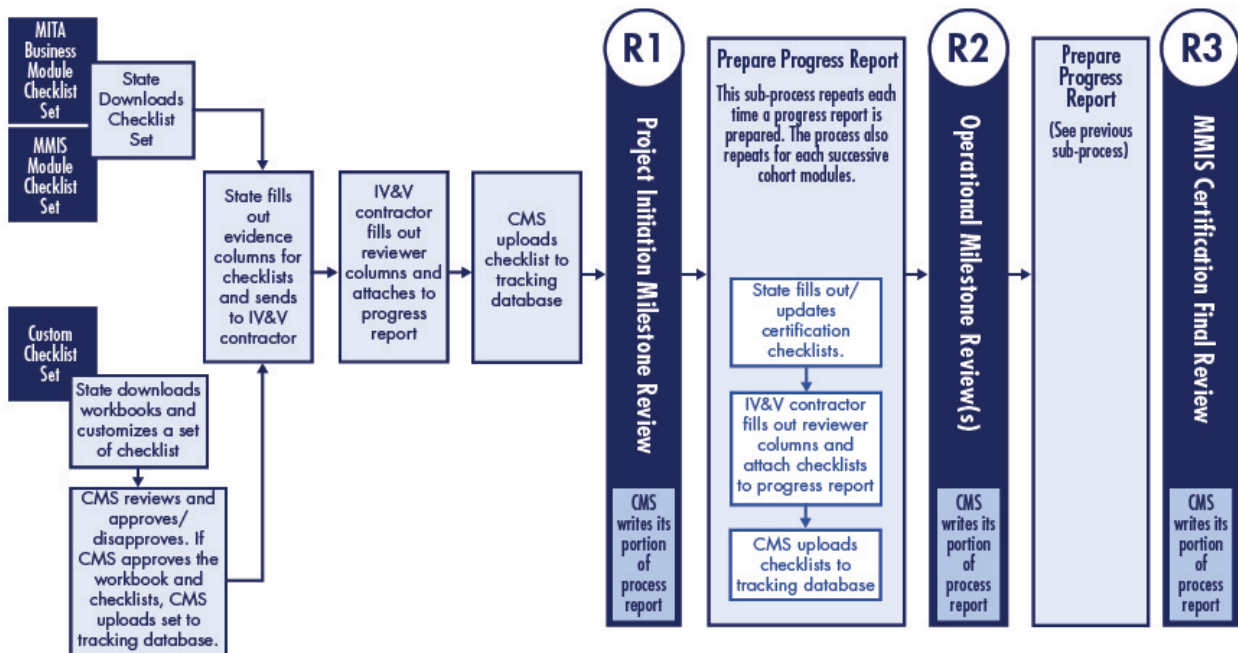 MITA
Business
Module
Checklist
Set
State
Downloads
Checklist
Set
MMIS
Module
Checklist
Set
Custom
Checklist
Set
State downloads
workbooks and
customizes a set
of checklist
CMS reviews and
approves/
disapproves. If
CMS approves the
workbook and
checklists, CMS
uploads set to
tracking database.
State fills
out
evidence
columns for
checklists
and sends
to IV&V
contractor
IV&V
contractor
fills out
reviewer
columns and
attaches to
progress
report
CMS
uploads
checklist to
tracking
database
R1
Project Initiation Milestone Review
CMS
writes its
portion
of
process
report
Prepare Progress Report
This sub-process repeats each
time a progress report is
prepared. The process also
repeats for each successive
cohort modules.
State fills out/
updates
certification
checklists.
IV&V contractor
fills out reviewer
columns and
attach checklists
to progress report
CMS uploads
checklists to
tracking database
R2
Operational Milestone Review(s)
CMS
writes its
portion
of
process
report
Prepare
Progress
Report
(See previous
sub-process)
R3
MMIS Certification Final Review
CMS
writes its
portion
of
process
report